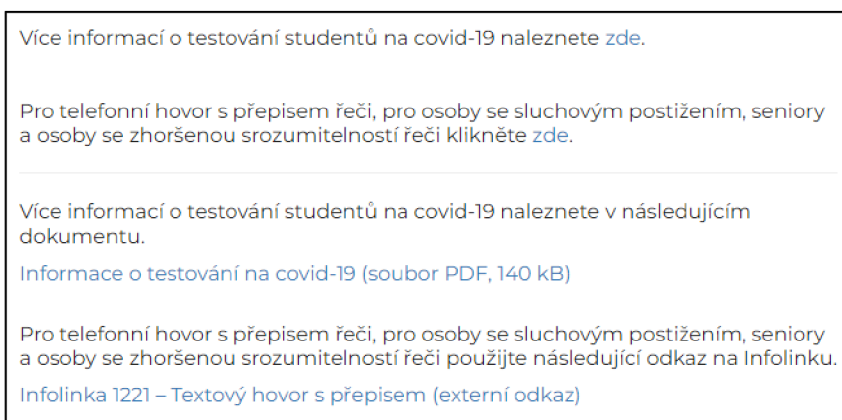 Více informací o testování studentů na covid-19 naleznete zde.
Pro telefonní hovor s přepisem řeči, pro osoby se sluchovým postižením, seniory
a osoby se zhoršenou srozumitelností řeči klikněte zde.
Více informací o testování studentů na covid-19 naleznete v následujícím
dokumentu.
Informace o testování na covid-19 (soubor PDF, 140 kB)
Pro telefonní hovor s přepisem řeči, pro osoby se sluchovým postižením, seniory
a osoby se zhoršenou srozumitelností řeči použijte následující odkaz na Infolinku.
Infolinka 1221 – Textový hovor s přepisem (externí odkaz)